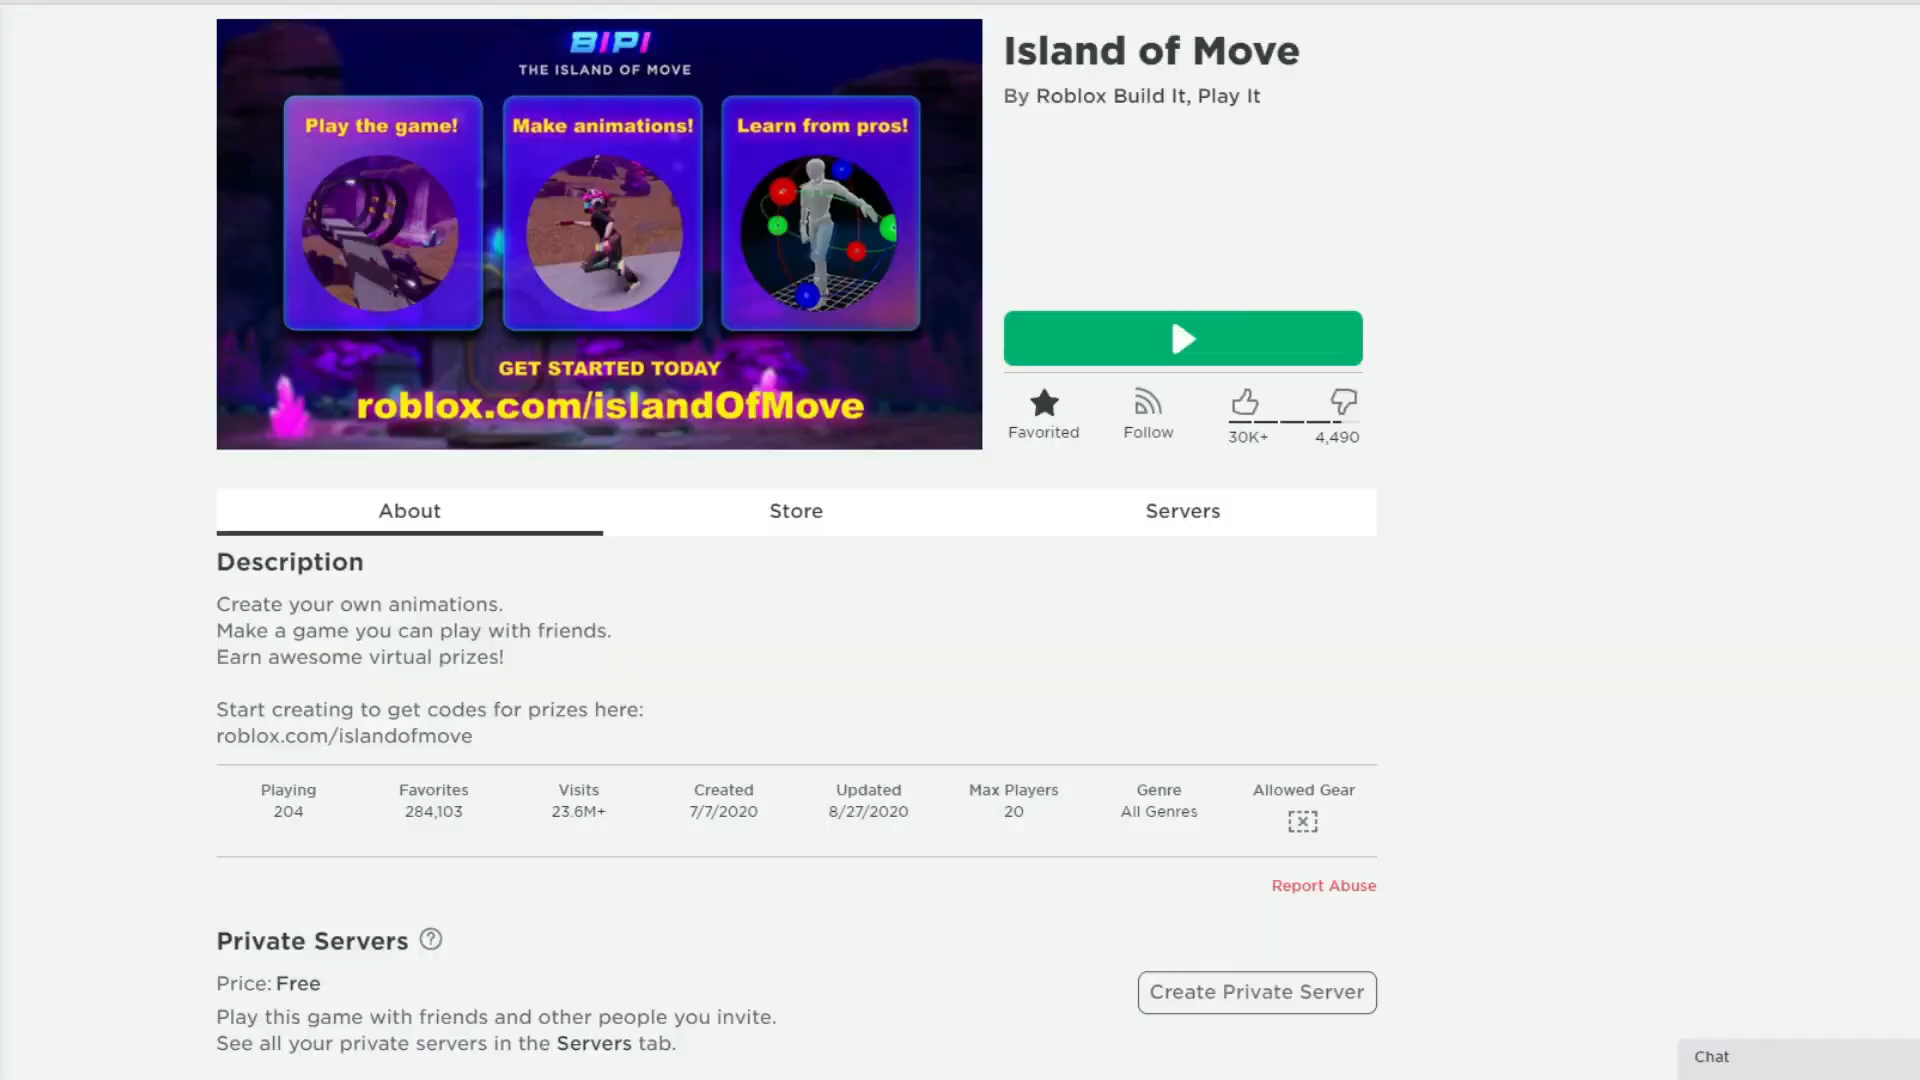 BIPI
THE ISLAND OF MOVE
Play the game!
Make animations!
Learn from pros!
GET STARTED TODAY
roblox.com/islandOfMove
Island of Move
By Roblox Build It, Play It
Favorited
Follow
30K+
4,490
About
Store
Servers
Description
Create your own animations.
Make a game you can play with friends.
Earn awesome virtual prizes!
Start creating to get codes for prizes here:
roblox.com/islandofmove
Playing
204
Favorites
284,103
Visits
23.6M+
Created
7/7/2020
Updated
8/27/2020
Max Players
20
Genre
All Genres
Allowed Gear
Report Abuse
Private Servers
Price: Free
Create Private Server
Play this game with friends and other people you invite.
See all your private servers in the Servers tab.
Chat